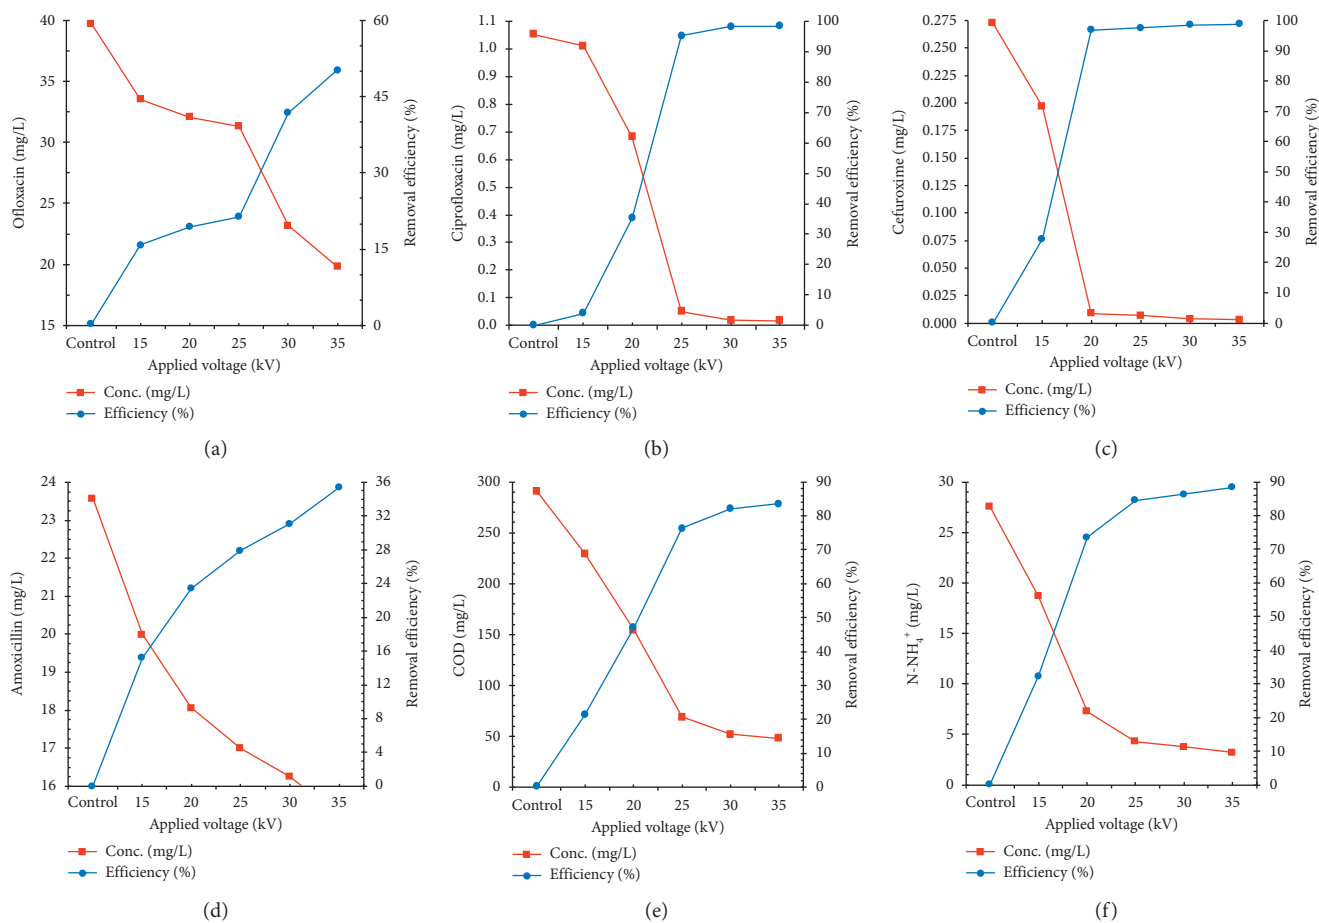 Ofloxacin (mg/L)
40
35
30
25
20
15
60
45
30
15
0
Removal efficiency (%)
Control 15 20 25 30 35
Applied voltage (kV)
Conc. (mg/L)
Efficiency (%)
(a)
Ciprofloxacin (mg/L)
1.1
1.0
0.9
0.8
0.7
0.6
0.5
0.4
0.3
0.2
0.1
0.0
100
90
80
70
60
50
40
30
20
10
0
Removal efficiency (%)
Control 15 20 25 30 35
Applied voltage (kV)
Conc. (mg/L)
Efficiency (%)
(b)
Cefuroxime (mg/L)
0.275
0.250
0.225
0.200
0.175
0.150
0.125
0.100
0.075
0.050
0.025
0.000
100
90
80
70
60
50
40
30
20
10
0
Removal efficiency (%)
Control 15 20 25 30 35
Applied voltage (kV)
Conc. (mg/L)
Efficiency (%)
(c)
Amoxicillin (mg/L)
24
23
22
21
20
19
18
17
16
36
32
28
24
20
16
12
8
4
0
Removal efficiency (%)
Control 15 20 25 30 35
Applied voltage (kV)
Conc. (mg/L)
Efficiency (%)
(d)
COD (mg/L)
300
250
200
150
100
50
0
90
80
70
60
50
40
30
20
10
0
Removal efficiency (%)
Control 15 20 25 30 35
Applied voltage (kV)
Conc. (mg/L)
Efficiency (%)
(e)
N-NH₄⁺ (mg/L)
30
25
20
15
10
5
0
90
80
70
60
50
40
30
20
10
0
Removal efficiency (%)
Control 15 20 25 30 35
Applied voltage (kV)
Conc. (mg/L)
Efficiency (%)
(f)